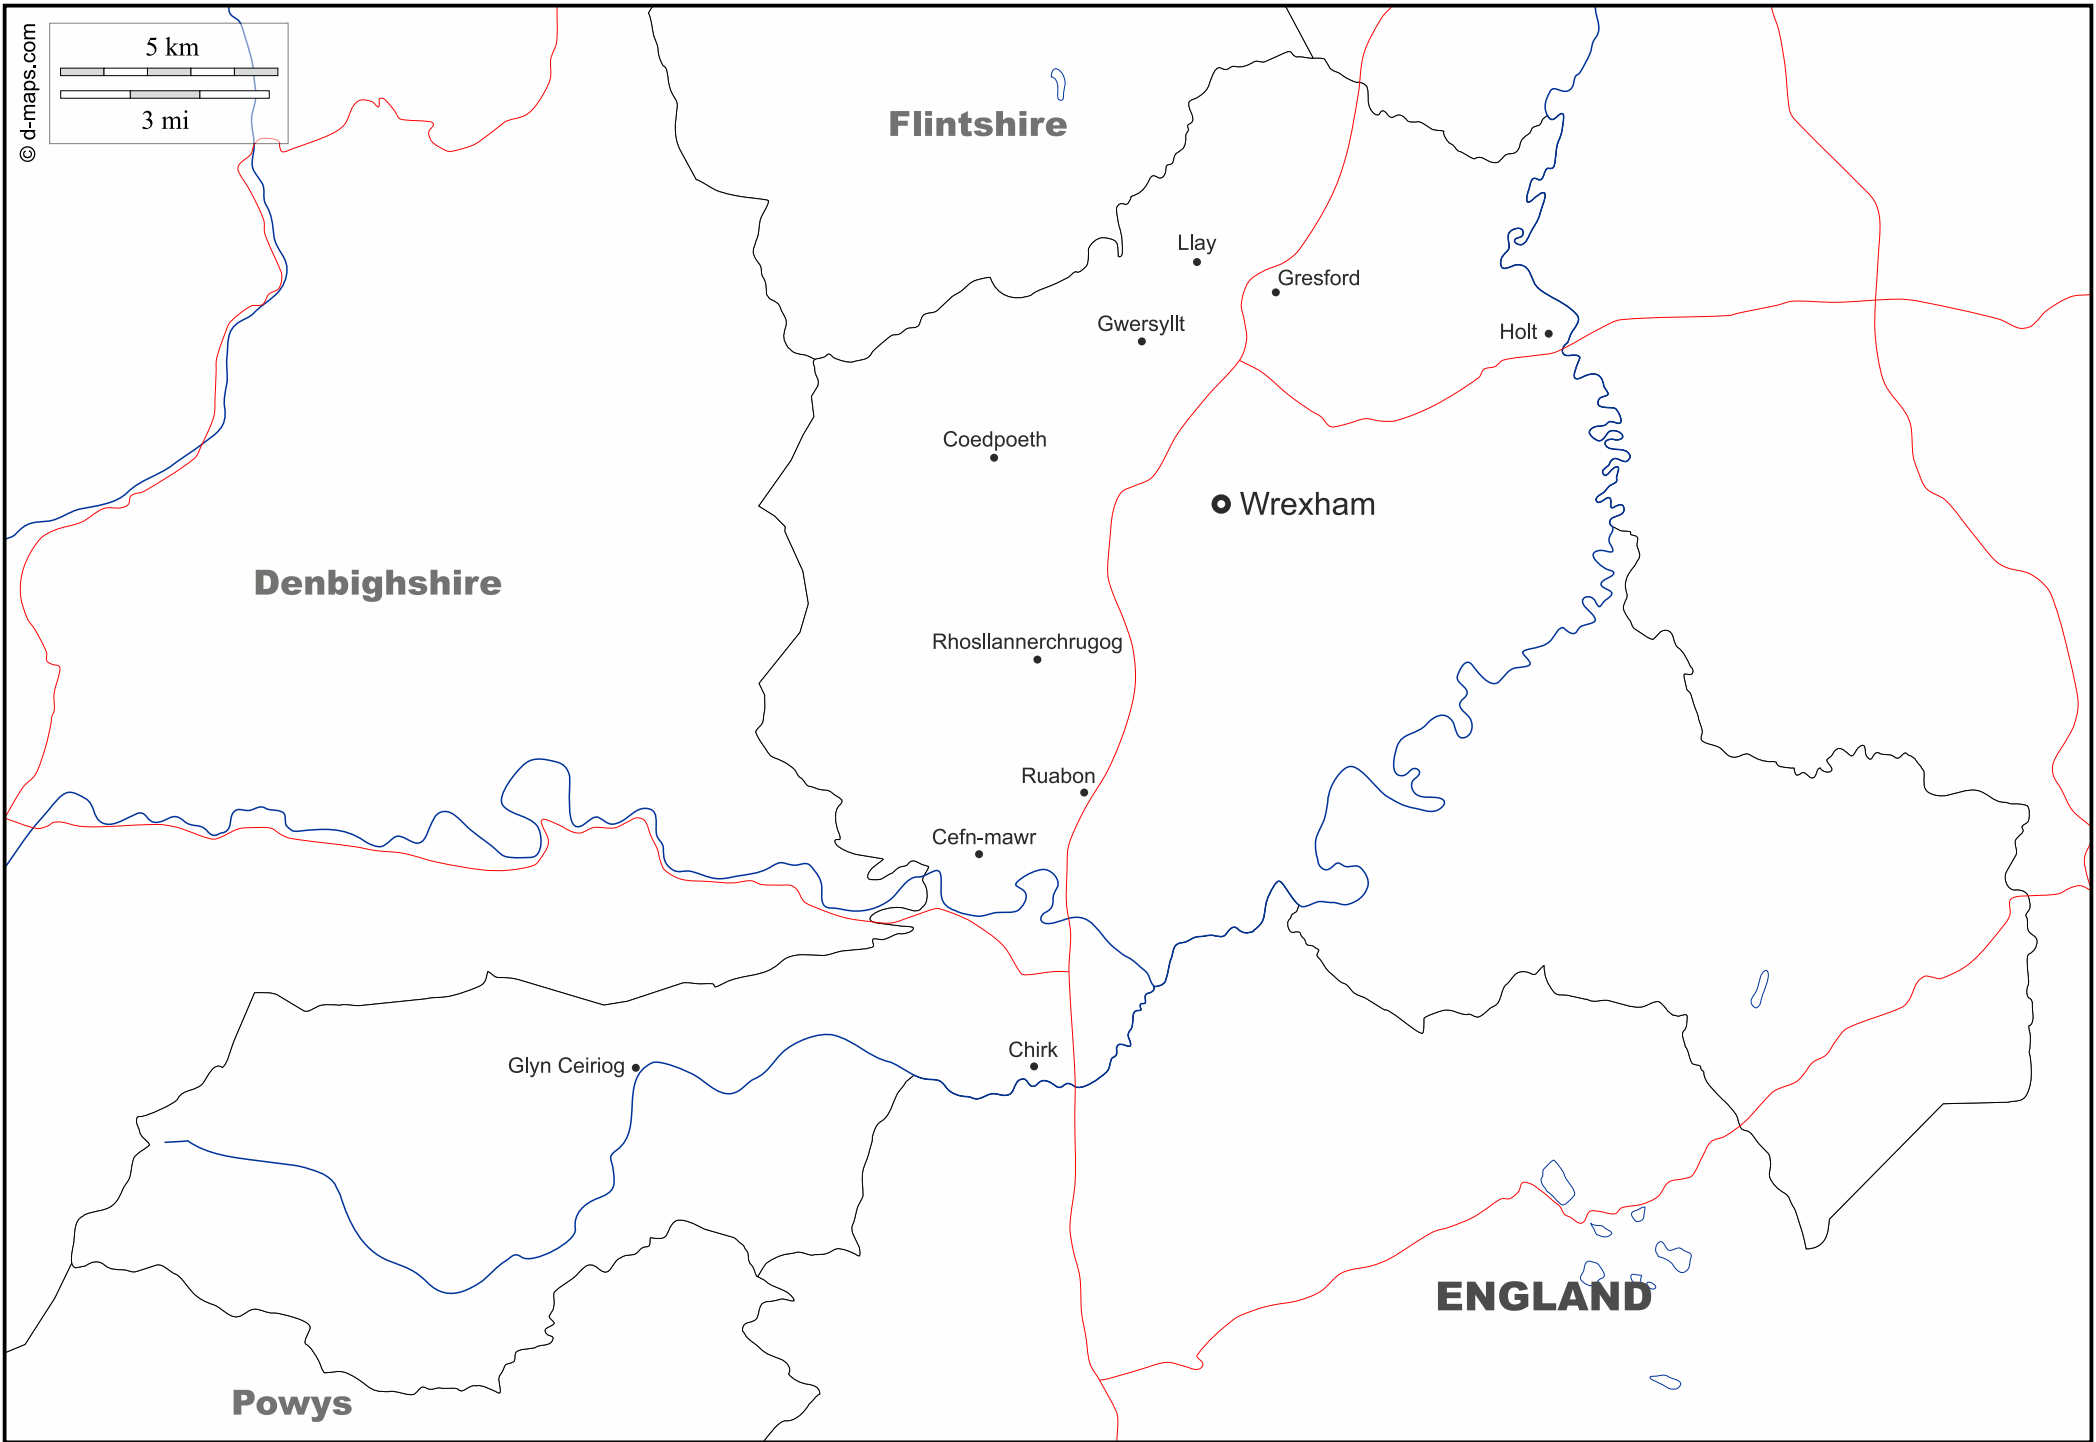 © d-maps.com
5 km
3 mi
Flintshire
Llay
Gresford
Gwersyllt
Holt
Coedpoeth
Wrexham
Denbighshire
Rhosllannerchrugog
Ruabon
Cefn-mawr
Chirk
Glyn Ceiriog
ENGLAND
Powys